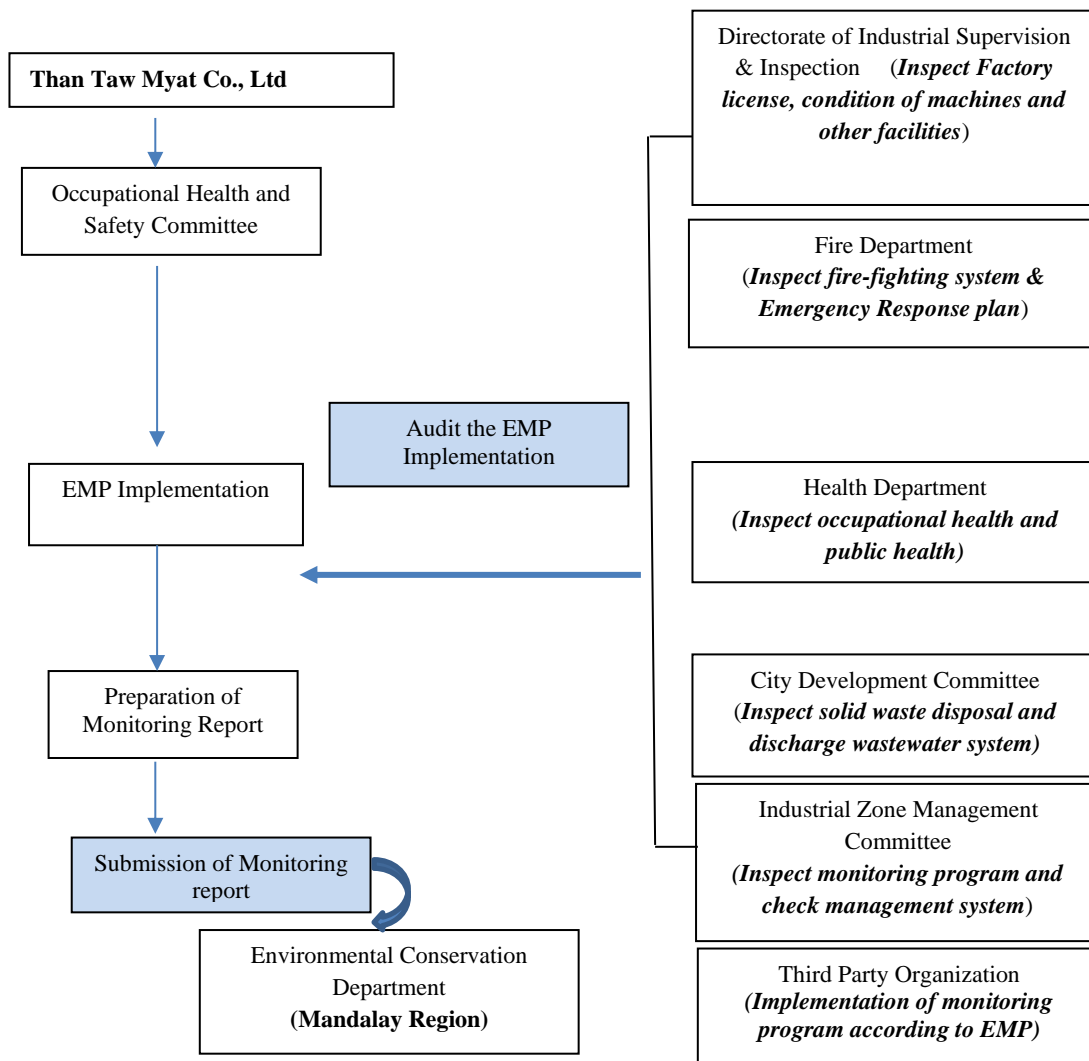 Than Taw Myat Co., Ltd
Occupational Health and
Safety Committee
EMP Implementation
Preparation of
Monitoring Report
Submission of Monitoring
report
Environmental Conservation
Department
(Mandalay Region)
Audit the EMP
Implementation
Directorate of Industrial Supervision
& Inspection (Inspect Factory
license, condition of machines and
other facilities)
Fire Department
(Inspect fire-fighting system &
Emergency Response plan)
Health Department
(Inspect occupational health and
public health)
City Development Committee
(Inspect solid waste disposal and
discharge wastewater system)
Industrial Zone Management
Committee
(Inspect monitoring program and
check management system)
Third Party Organization
(Implementation of monitoring
program according to EMP)